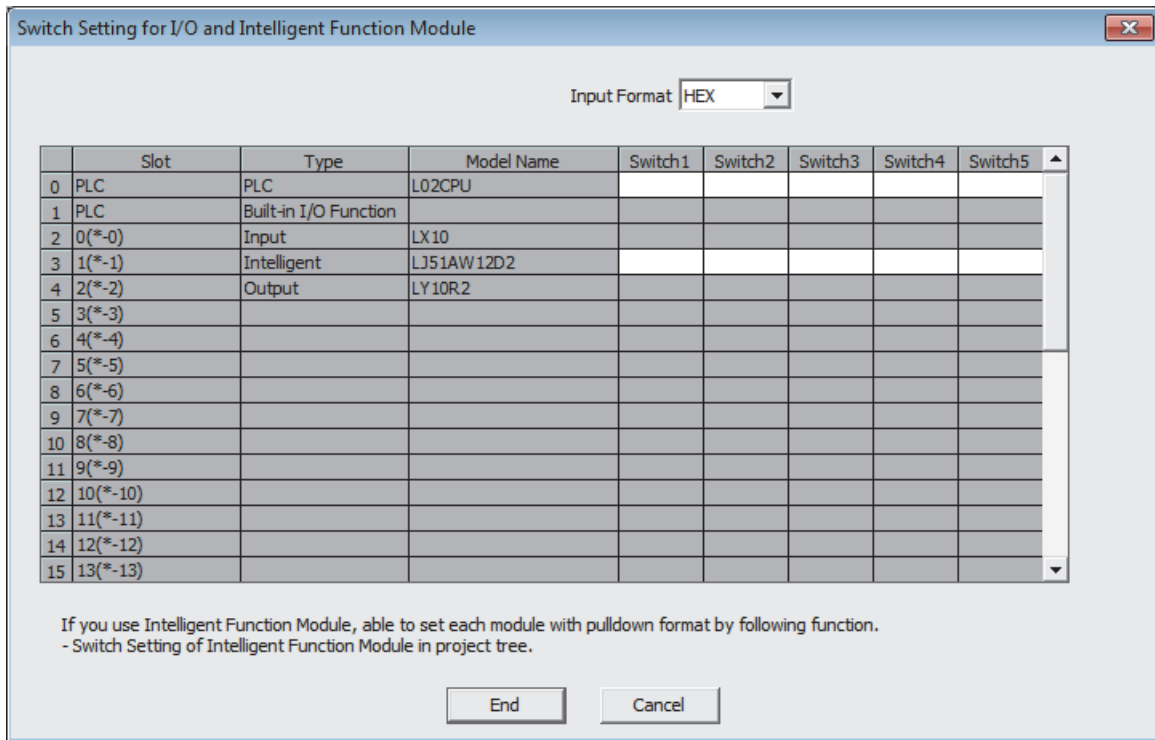 Switch Setting for I/O and Intelligent Function Module
Input Format HEX
Slot Type Model Name Switch1 Switch2 Switch3 Switch4 Switch5
0 PLC PLC L02CPU
1 PLC Built-in I/O Function
2 0(*-0) Input LX10
3 1(*-1) Intelligent LJ51AW12D2
4 2(*-2) Output LY10R2
5 3(*-3)
6 4(*-4)
7 5(*-5)
8 6(*-6)
9 7(*-7)
10 8(*-8)
11 9(*-9)
12 10(*-10)
13 11(*-11)
14 12(*-12)
15 13(*-13)
If you use Intelligent Function Module, able to set each module with pulldown format by following function.
- Switch Setting of Intelligent Function Module in project tree.
End Cancel